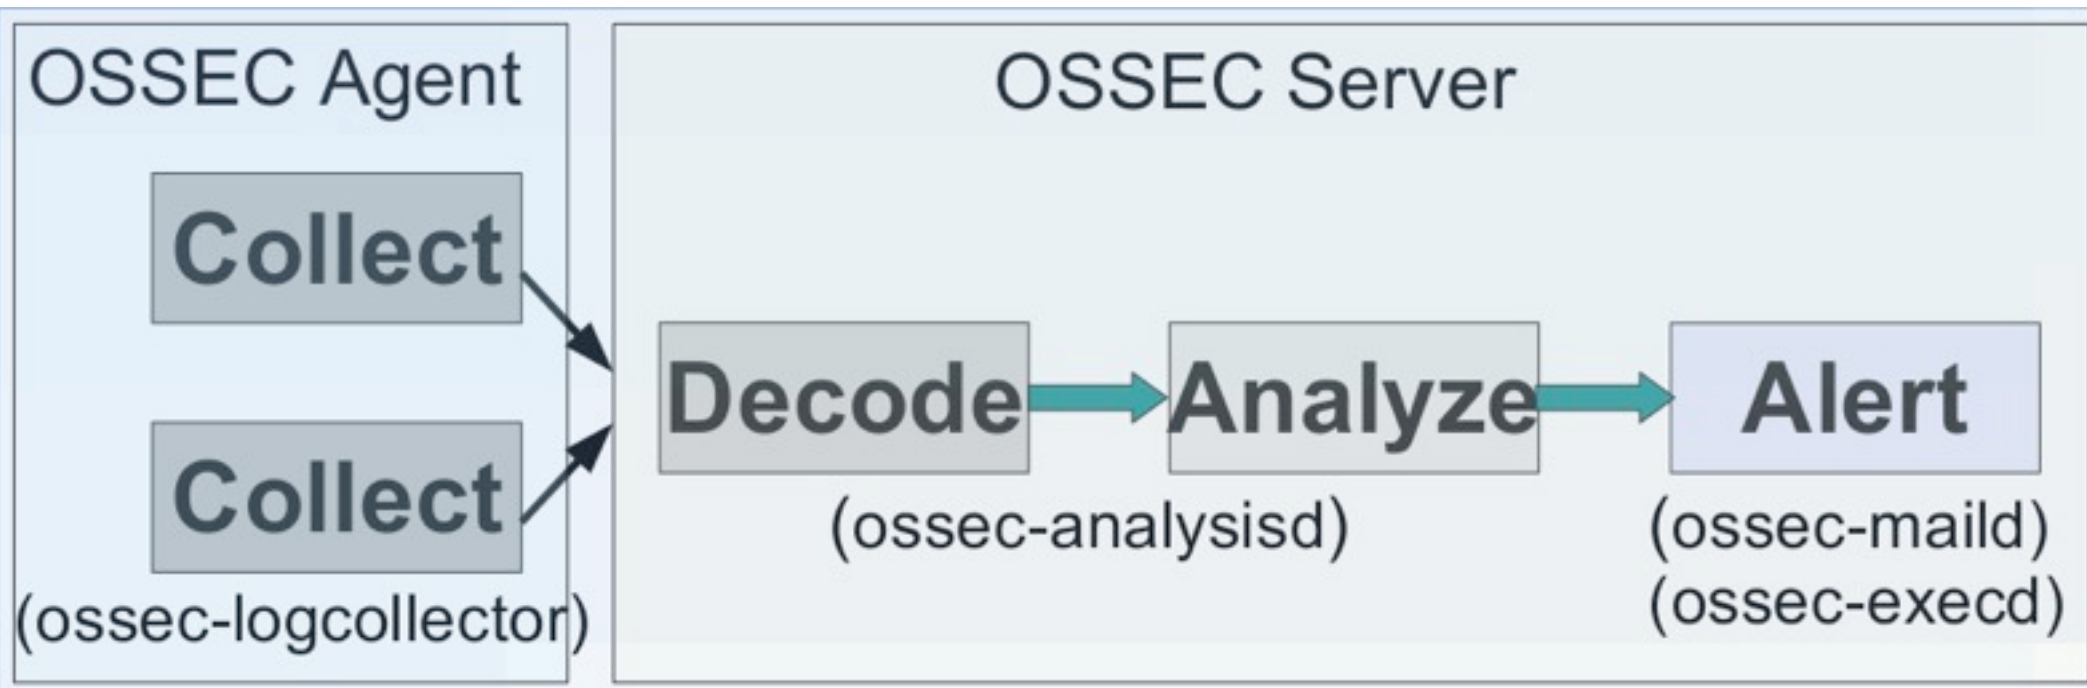 OSSEC Agent
Collect
Collect
(ossec-logcollector)
OSSEC Server
Decode
Analyze
Alert
(ossec-analysisd)
(ossec-maild)
(ossec-execd)